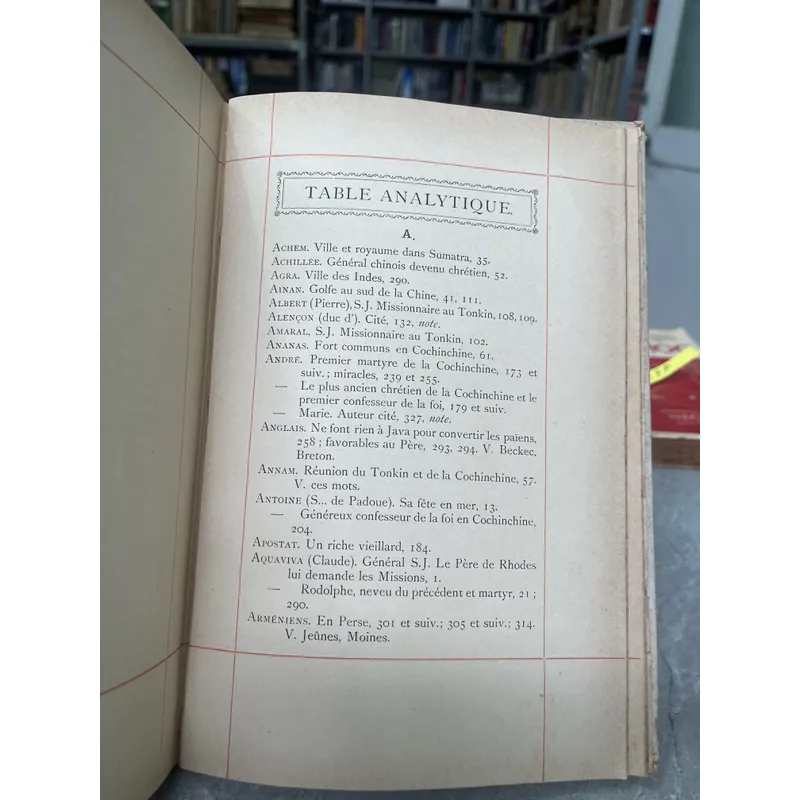 TABLE ANALYTIQUE.
A.
ACHEM. Ville et royaume dans Sumatra, 35.
ACHILLÉE. Général chinois devenu chrétien, 52.
AGRA. Ville des Indes, 290.
AINAN. Golfe au sud de la Chine, 41, 111.
ALBERT (Pierre), S.J. Missionaire au Tonkin, 108, 109.
ALENÇON (duc d'). Cité, 132, note.
AMARAL, S.J. Missionaire au Tonkin, 102.
ANANAS. Fort communs en Cochinchine, 61.
ANDRÉ. Premier martyre de la Cochinchine, 173 et
suiv. ; miracles, 239 et 255.
— Le plus ancien chrétien de la Cochinchine et le
premier confesseur de la foi, 179 et suiv.
— Marie. Auteur cité, 327, note.
ANGLAIS. Ne font rien à Java pour convertir les païens,
258 ; favorables au Père, 293, 294. V. Beckec.
Breton.
ANNAM. Réunion du Tonkin et de la Cochinchine, 57.
V. ces mots.
ANTOINE (S... de Padoue). Sa fête en mer, 13.
— Généreux confesseur de la foi en Cochinchine,
204.
APOSTAT. Un riche vieillard, 184.
AQUAVIVA (Claude). Général S.J. Le Père de Rhodes
lui demande les Missions, 1.
— Rodolphe, neveu du précédent et martyr, 21 ;
290.
ARMÉNIENS. En Perse, 301 et suiv.; 305 et suiv.; 314.
V. Jeûnes, Moines.